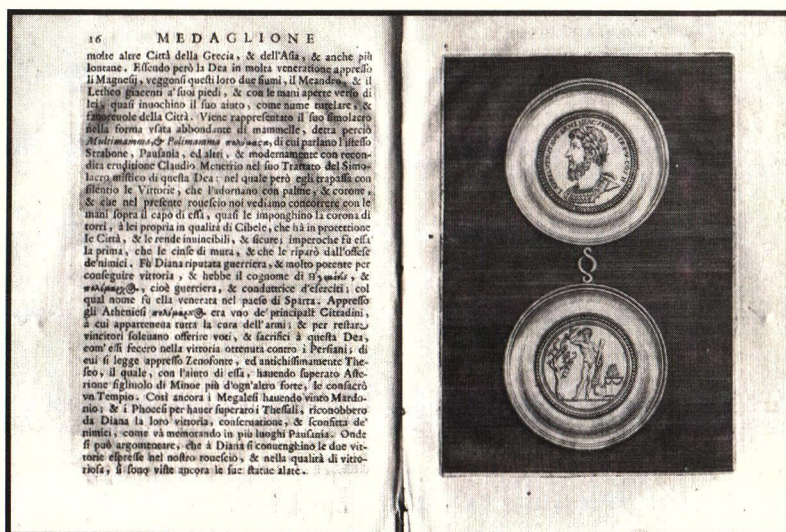 16 MEDAGLIONE
molte altre Città della Grecia, & dell'Asia, & anche più
lontane. Essendo però la Dea in molta veneratione appresso
li Magnesij, veggonsi questi loro due fiumi, il Meandro, & il
Letheo giacenti a' suoi piedi, & con le mani aperte verso di
lei, quasi inuochino il suo aiuto, come nume tutelare, &
fauoreuole della Città. Viene rappresentato il suo simolacro
nella forma vsata abbondante di mammelle, detta perciò
Multimamma, & Polimamma, di cui parlano l'istesso
Strabone, Pausania, ed altri, & modernamente con recon-
dita eruditione Claudio Menetrio nel suo Trattato del Simo-
lacro mistico di questa Dea: nel quale però egli trapassa con
silentio le Vittorie, che l'adornano con palme, & corone,
& che nel presente rouescio noi vediamo concorrere con le
mani sopra il capo di essa, quasi le imponghino la corona di
torri, à lei propria in qualità di Cibele, che hà in protettione
le Città, & le rende inuincibili, & sicure; imperoche fù essa
la prima, che le cinse di mura, & che le riparò dall'offese
de'nimici. Fù Diana riputata guerriera, & molto potente per
conseguire vittoria, & hebbe il cognome di &
cioè guerriera, & conduttrice d'eserciti; col
qual nome fu ella venerata nel paese di Sparta. Appresso
gli Atheniesi era vno de' principali Cittadini,
à cui apparteneua tutta la cura dell'armi; & per restare
vincitori soleuano offerire voti, & sacrifici à questa Dea,
com'essi fecero nella vittoria ottenuta contro i Persiani; di
cui si legge appresso Zenofonte, ed antichissimamente The-
seo, il quale, con l'aiuto di essa, hauendo superato Aste-
rione figliuolo di Minoe più d'ogn'altro forte, le consacrò
vn Tempio. Così ancora i Megalesi hauendo vinto Mardo-
nio; & i Phocesi per hauer superato i Thessali, riconobbero
da Diana la loro vittoria, conseruatione, & sconfitta de'
nimici, come và memorando in più luoghi Pausania. Onde
si può argomentare, che à Diana si conuenghino le due vit-
torie espresse nel nostro rouescio, & nella qualità di vitto-
riosa, si sono viste ancora le sue statue alate.